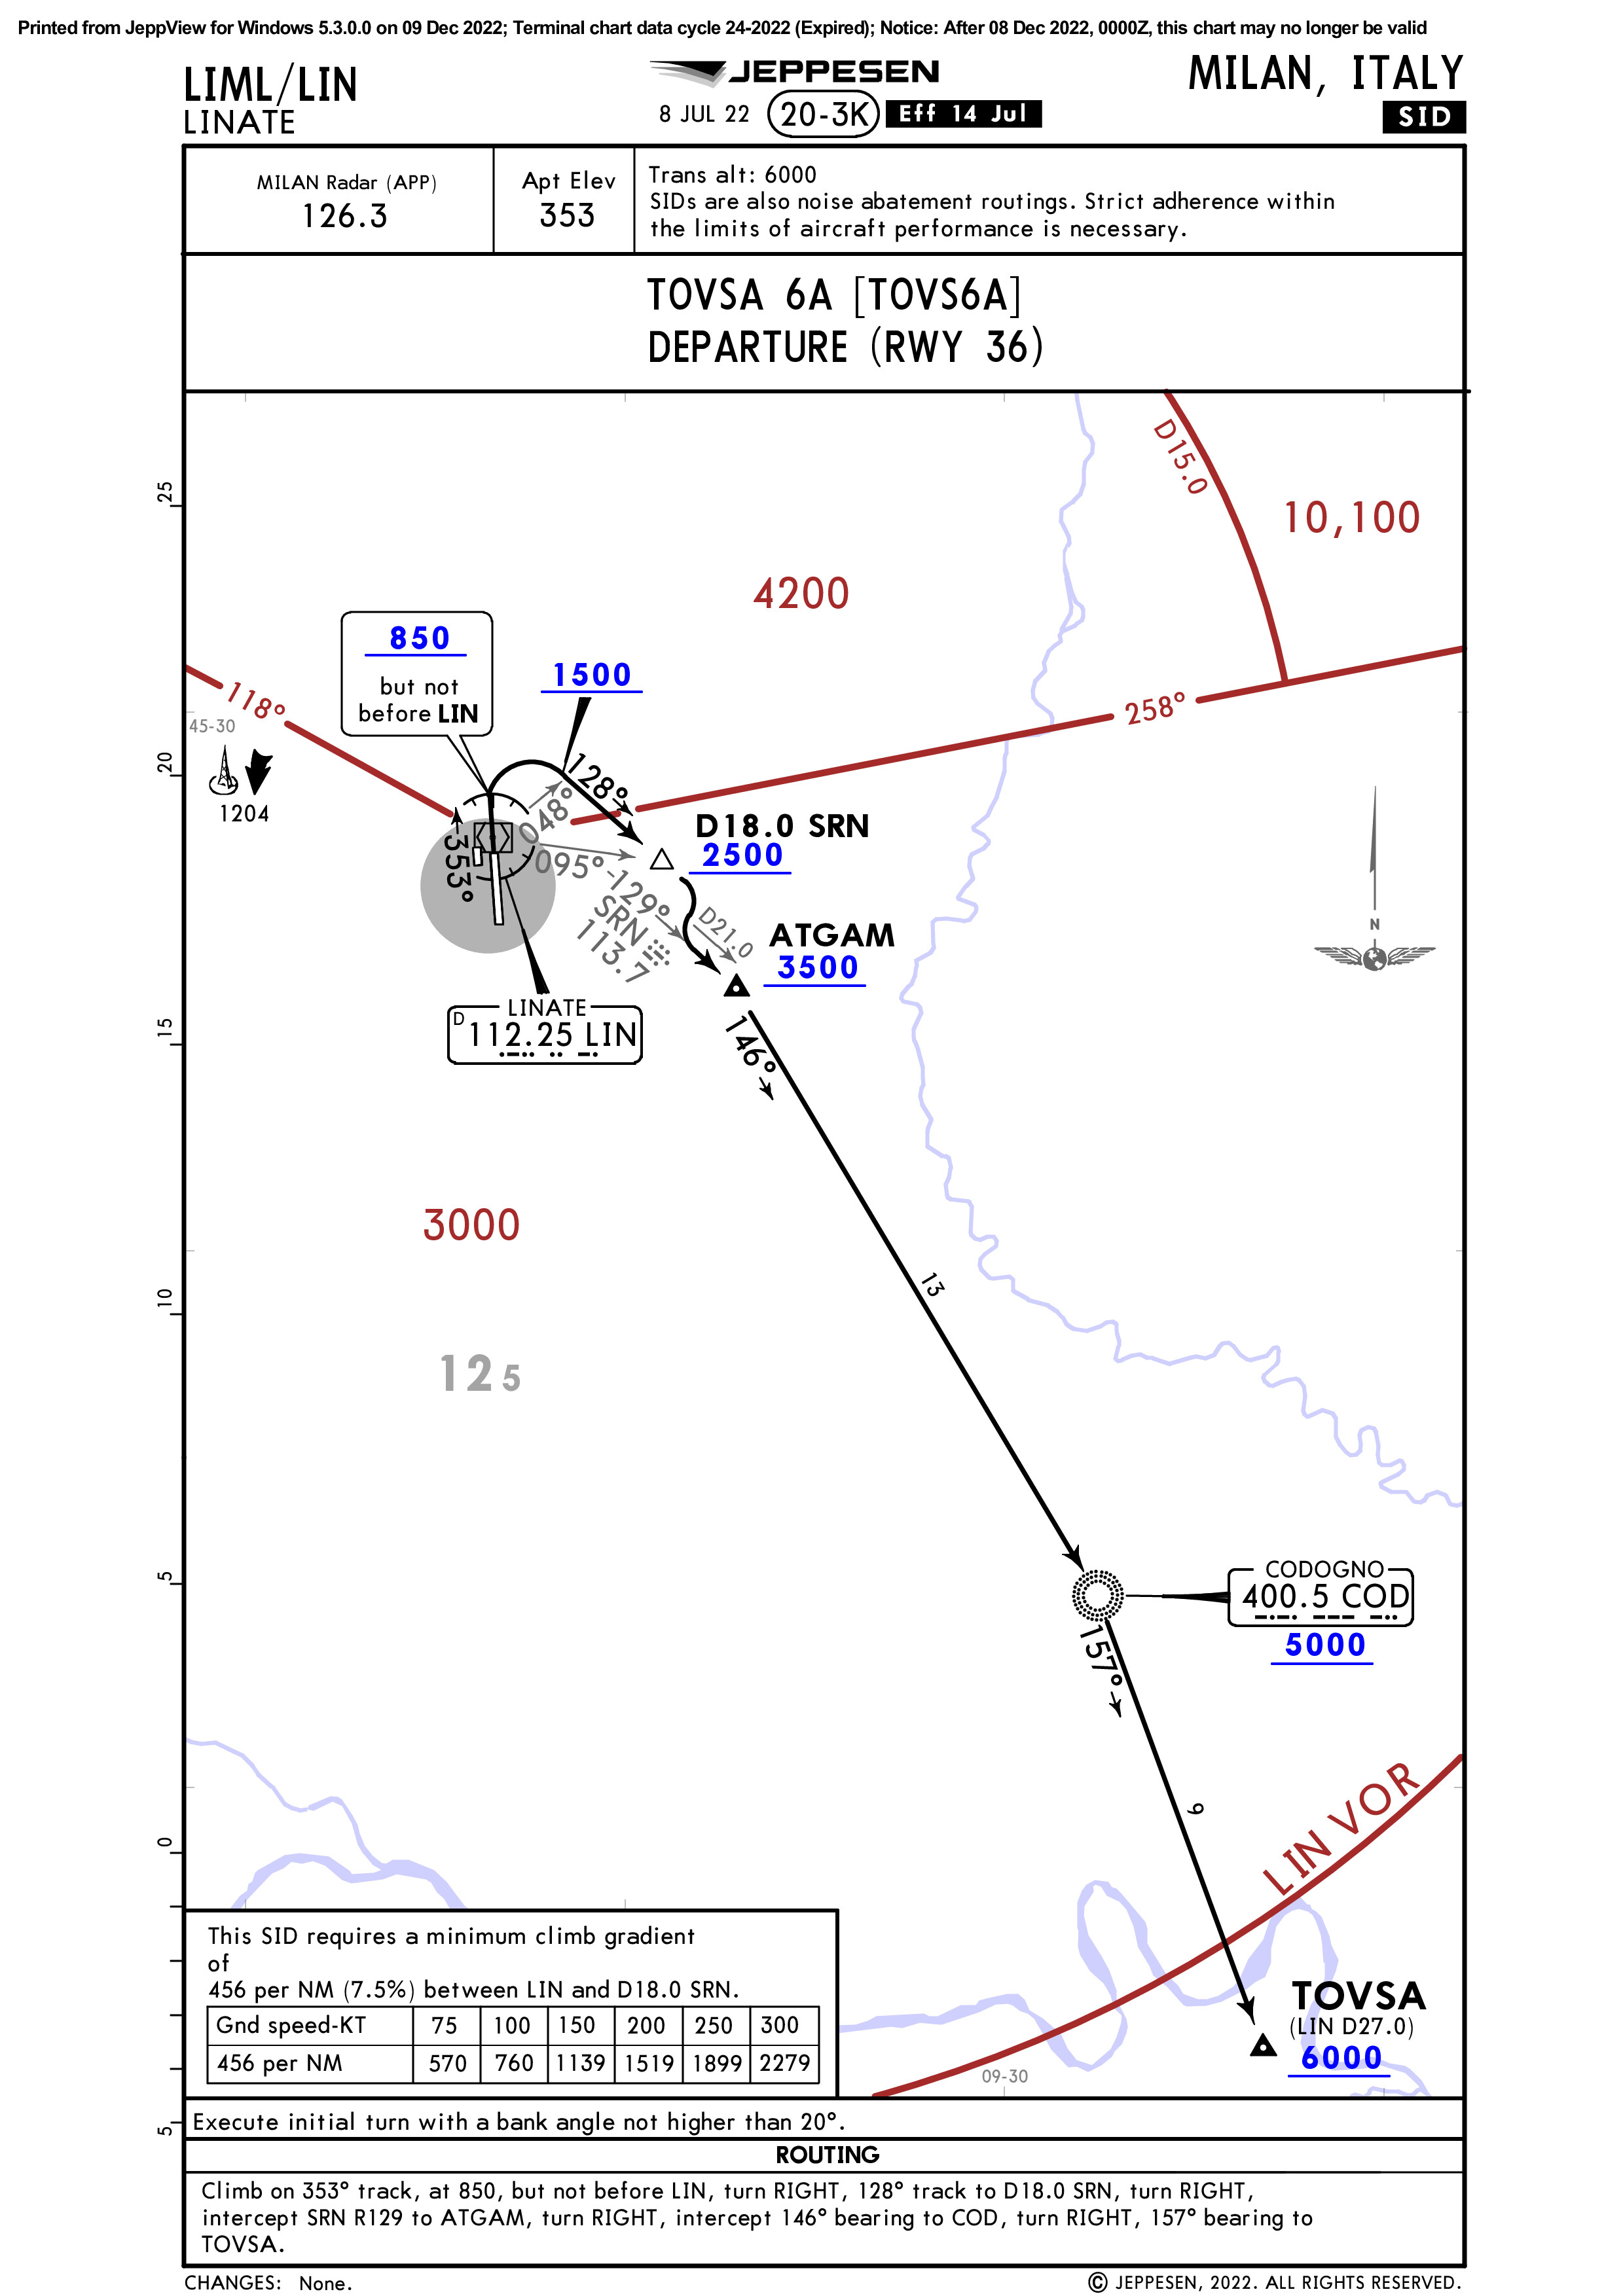 Printed from JeppView for Windows 5.3.0.0 on 09 Dec 2022; Terminal chart data cycle 24-2022 (Expired); Notice: After 08 Dec 2022, 0000Z, this chart may no longer be valid
LIML/LIN
LINATE
JEPPESEN
8 JUL 22 20-3K Eff 14 Jul
MILAN, ITALY
SID
MILAN Radar (APP)
126.3
Apt Elev
353
Trans alt: 6000
SIDs are also noise abatement routings. Strict adherence within
the limits of aircraft performance is necessary.
TOVSA 6A [TOVS6A]
DEPARTURE (RWY 36)
D15.0
10,100
25
4200
850
but not
before LIN
1500
118°
258°
45-30
20
1204
128°
048°
D18.0 SRN
2500
353°
095°
129°
SRN
113.7
D21.0
ATGAM
3500
N
LINATE
D 112.25 LIN
15
146°
3000
13
10
125
5
CODOGNO
400.5 COD
5000
157°
9
LIN VOR
0
This SID requires a minimum climb gradient
of
456 per NM (7.5%) between LIN and D18.0 SRN.
Gnd speed-KT 75 100 150 200 250 300
456 per NM 570 760 1139 1519 1899 2279
TOVSA
(LIN D27.0)
6000
09-30
5
Execute initial turn with a bank angle not higher than 20°.
ROUTING
Climb on 353° track, at 850, but not before LIN, turn RIGHT, 128° track to D18.0 SRN, turn RIGHT,
intercept SRN R129 to ATGAM, turn RIGHT, intercept 146° bearing to COD, turn RIGHT, 157° bearing to
TOVSA.
CHANGES: None.
© JEPPESEN, 2022. ALL RIGHTS RESERVED.